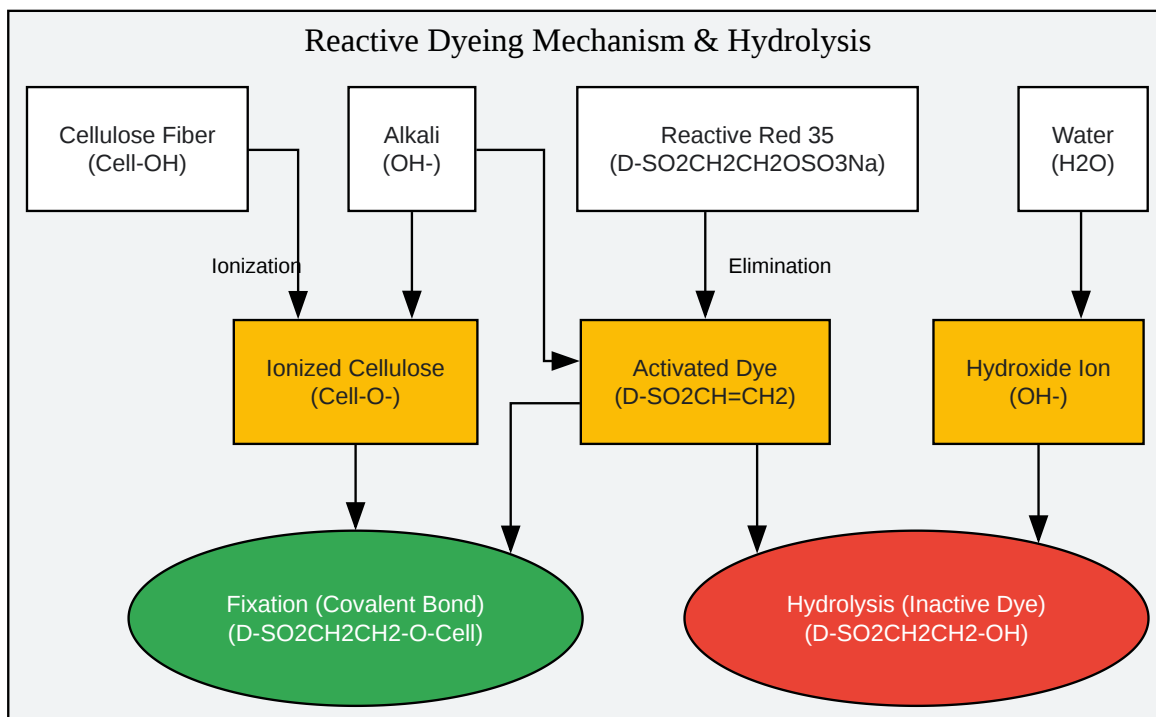 Reactive Dyeing Mechanism & Hydrolysis
Cellulose Fiber
(Cell-OH)
Alkali
(OH-)
Reactive Red 35
(D-SO2CH2CH2OSO3Na)
Water
(H2O)
Ionization
Elimination
Ionized Cellulose
(Cell-O-)
Activated Dye
(D-SO2CH=CH2)
Hydroxide Ion
(OH-)
Fixation (Covalent Bond)
(D-SO2CH2CH2-O-Cell)
Hydrolysis (Inactive Dye)
(D-SO2CH2CH2-OH)